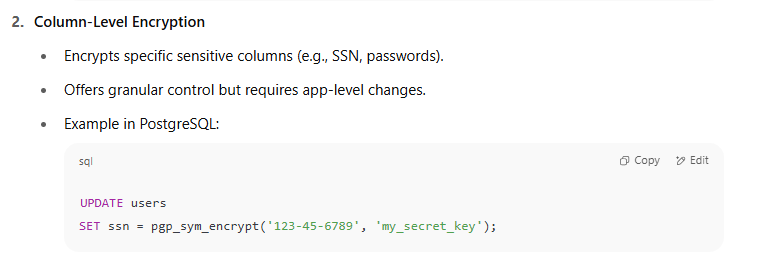 2. Column-Level Encryption
• Encrypts specific sensitive columns (e.g., SSN, passwords).
• Offers granular control but requires app-level changes.
• Example in PostgreSQL:
sql Copy Edit
UPDATE users
SET ssn = pgp_sym_encrypt('123-45-6789', 'my_secret_key');